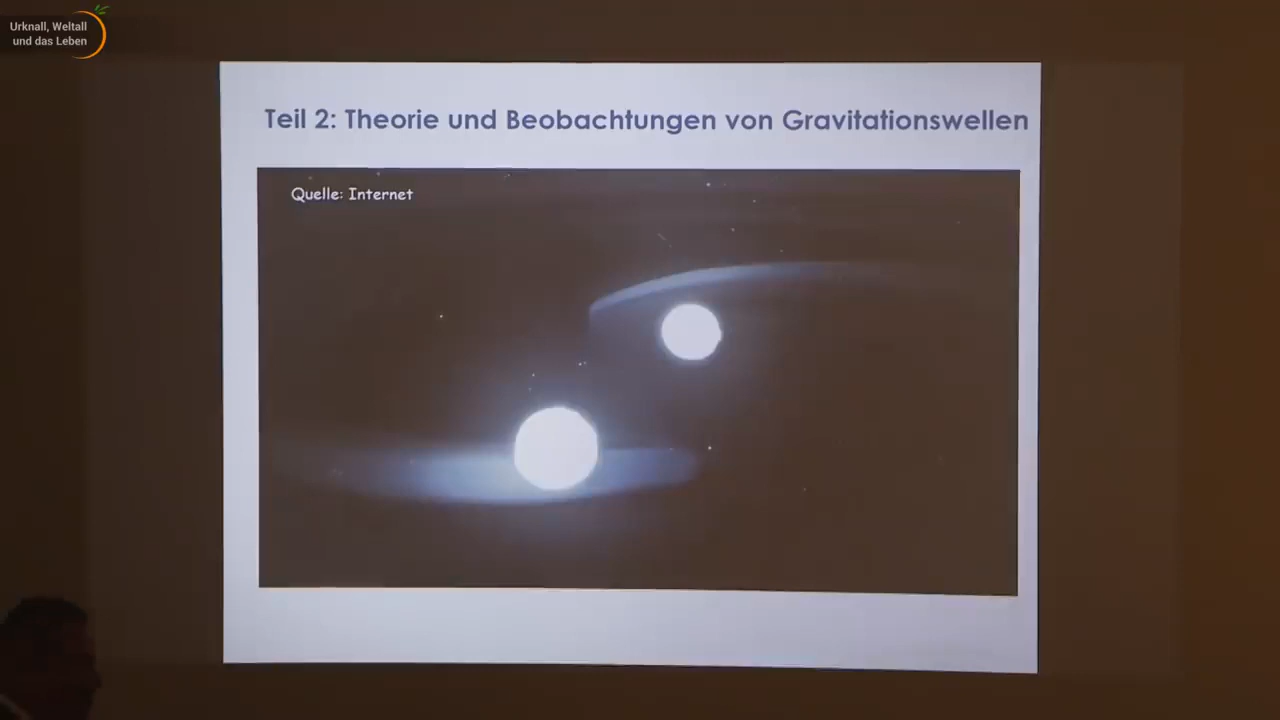 Urknall, Weltall
und das Leben
Teil 2: Theorie und Beobachtungen von Gravitationswellen
Quelle: Internet